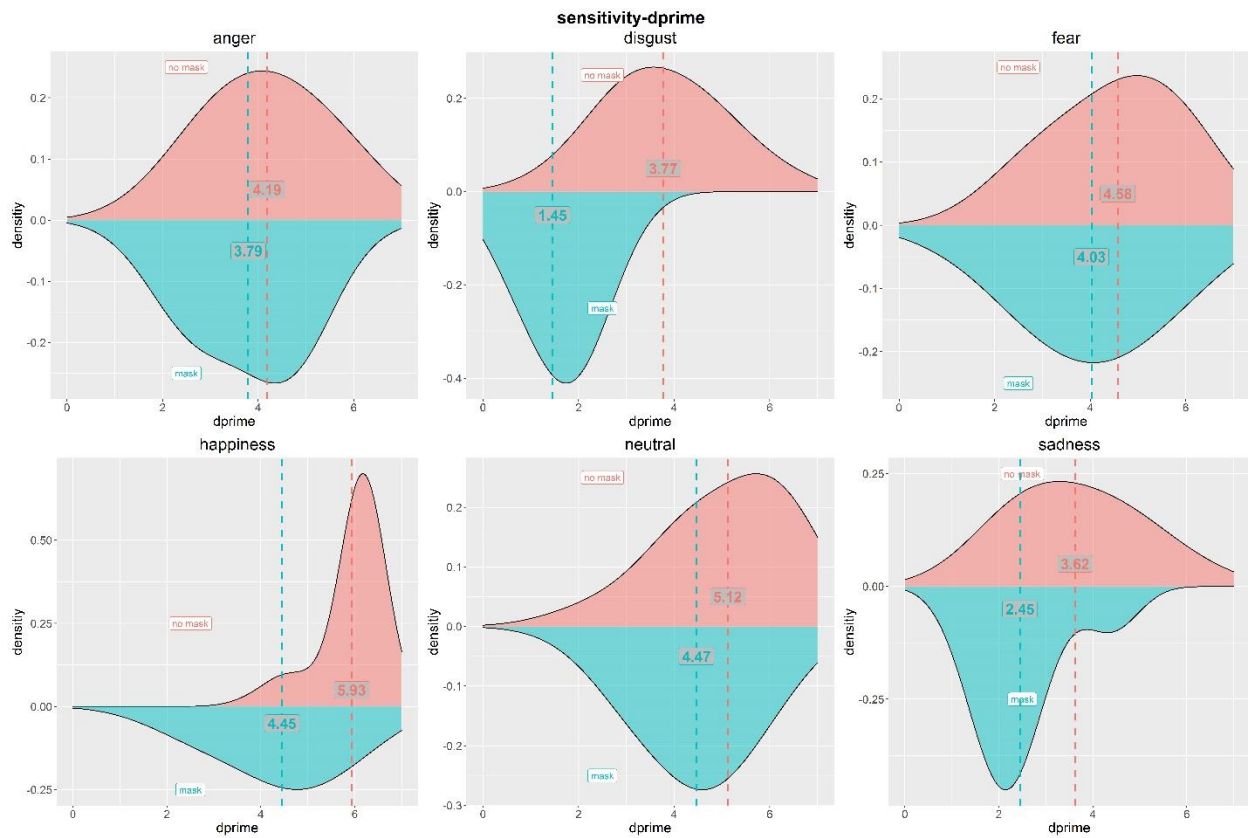 sensitivity-dprime
anger
no mask
0.2
0.1
0.0
-0.1
-0.2
4.19
3.79
mask
densitiy
0 2 4 6
dprime
disgust
no mask
0.2
0.0
-0.2
-0.4
3.77
1.45
mask
densitiy
0 2 4 6
dprime
fear
no mask
0.2
0.1
0.0
-0.1
-0.2
4.58
4.03
mask
densitiy
0 2 4 6
dprime
happiness
0.50
0.25
0.00
-0.25
no mask
5.93
4.45
mask
densitiy
0 2 4 6
dprime
neutral
no mask
0.2
0.1
0.0
-0.1
-0.2
-0.3
5.12
4.47
mask
densitiy
0 2 4 6
dprime
sadness
no mask
0.25
0.00
-0.25
3.62
2.45
mask
densitiy
0 2 4 6
dprime